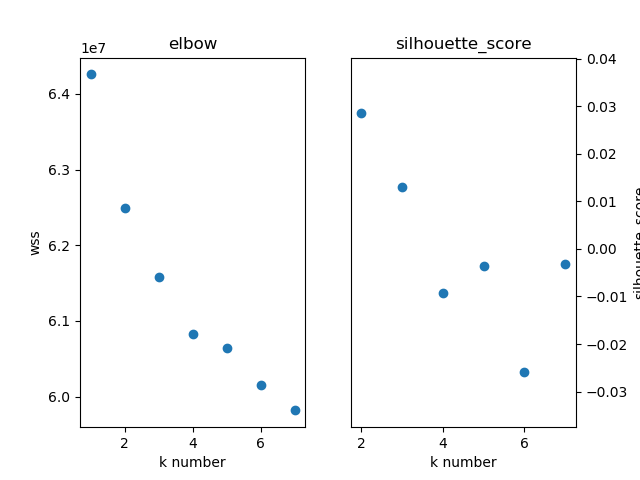 elbow
1e7
6.4
6.3
6.2
6.1
6.0
wss
2
4
6
k number
silhouette_score
0.04
0.03
0.02
0.01
0.00
−0.01
−0.02
−0.03
silhouette_score
2
4
6
k number